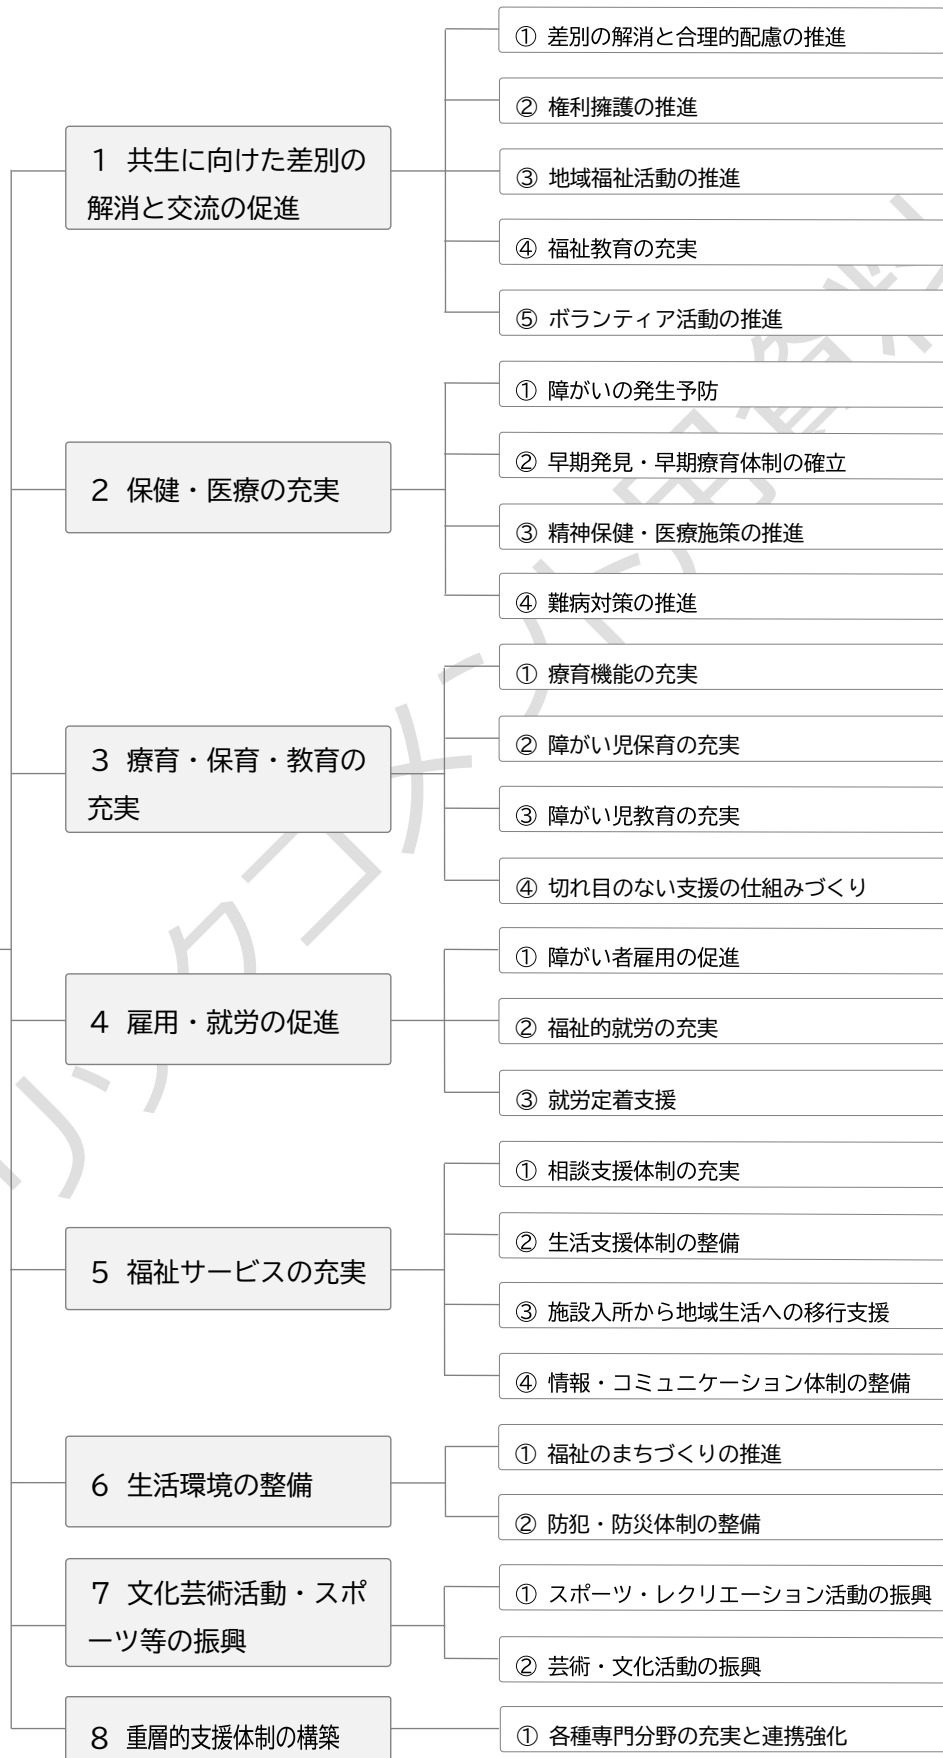 1 共生に向けた差別の
解消と交流の促進
① 差別の解消と合理的配慮の推進
② 権利擁護の推進
③ 地域福祉活動の推進
④ 福祉教育の充実
⑤ ボランティア活動の推進
2 保健・医療の充実
① 障がいの発生予防
② 早期発見・早期療育体制の確立
③ 精神保健・医療施策の推進
④ 難病対策の推進
3 療育・保育・教育の
充実
① 療育機能の充実
② 障がい児保育の充実
③ 障がい児教育の充実
④ 切れ目のない支援の仕組みづくり
4 雇用・就労の促進
① 障がい者雇用の促進
② 福祉的就労の充実
③ 就労定着支援
5 福祉サービスの充実
① 相談支援体制の充実
② 生活支援体制の整備
③ 施設入所から地域生活への移行支援
④ 情報・コミュニケーション体制の整備
6 生活環境の整備
① 福祉のまちづくりの推進
② 防犯・防災体制の整備
7 文化芸術活動・スポ
ーツ等の振興
① スポーツ・レクリエーション活動の振興
② 芸術・文化活動の振興
8 重層的支援体制の構築
① 各種専門分野の充実と連携強化
リックコメント用資料